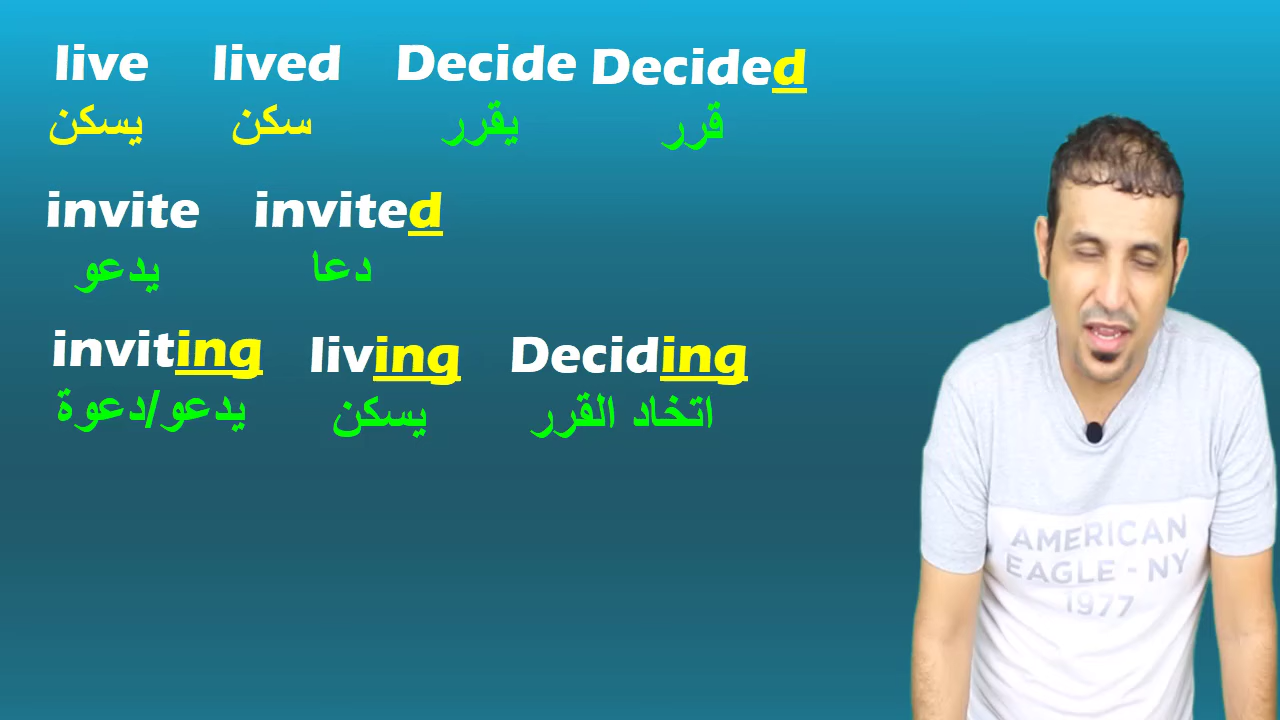 live lived Decide Decided
يسكن سكن يقرر قرر
invite invited
يدعو دعا
inviting living Deciding
يدعو/دعوة يسكن اتخاد القرر
AMERICAN
EAGLE - NY
1977